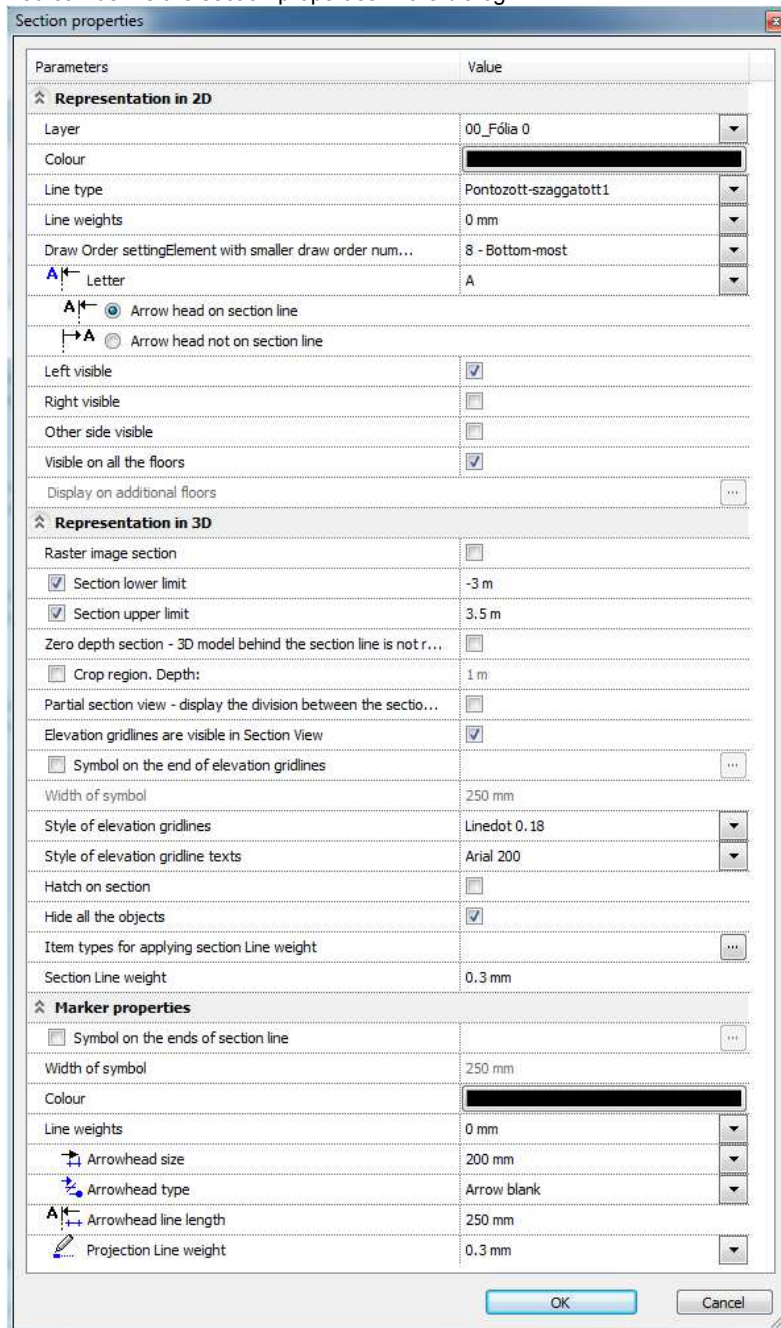 Section properties
Parameters Value
Representation in 2D
Layer 00_Fólia 0
Colour
Line type Pontozott-szaggatott1
Line weights 0 mm
Draw Order settingElement with smaller draw order num... 8 - Bottom-most
A Letter A
A Arrow head on section line
A Arrow head not on section line
Left visible
Right visible
Other side visible
Visible on all the floors
Display on additional floors ...
Representation in 3D
Raster image section
Section lower limit -3 m
Section upper limit 3.5 m
Zero depth section - 3D model behind the section line is not r...
Crop region. Depth: 1 m
Partial section view - display the division between the sectio...
Elevation gridlines are visible in Section View
Symbol on the end of elevation gridlines ...
Width of symbol 250 mm
Style of elevation gridlines Linedot 0.18
Style of elevation gridline texts Arial 200
Hatch on section
Hide all the objects
Item types for applying section Line weight ...
Section Line weight 0.3 mm
Marker properties
Symbol on the ends of section line ...
Width of symbol 250 mm
Colour
Line weights 0 mm
Arrowhead size 200 mm
Arrowhead type Arrow blank
A Arrowhead line length 250 mm
Projection Line weight 0.3 mm
OK Cancel